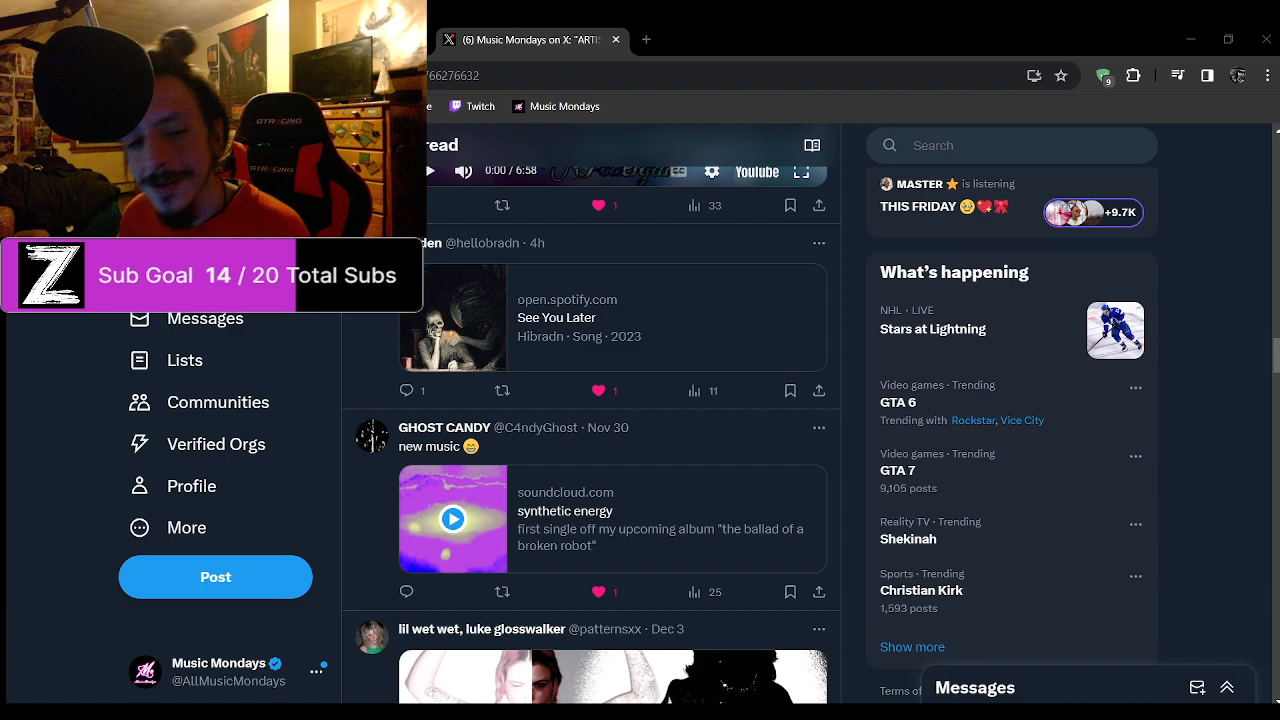 (6) Music Mondays on X: "ARTIS
766276632
9
e
Twitch
Music Mondays
GTRACING
GTRACING
read
0:00 / 6:58
CC
YouTube
1
33
den @hellobradn · 4h
Sub Goal 14 / 20 Total Subs
open.spotify.com
See You Later
Hibradn · Song · 2023
1
1
11
Messages
Lists
Communities
Verified Orgs
Profile
More
Post
Music Mondays
@AllMusicMondays
GHOST CANDY @C4ndyGhost · Nov 30
new music 😁
soundcloud.com
synthetic energy
first single off my upcoming album "the ballad of a
broken robot"
1
25
lil wet wet, luke glosswalker @patternsxx · Dec 3
Search
MASTER ⭐ is listening
THIS FRIDAY 🥹❤️‍🩹🎀
+9.7K
What's happening
NHL · LIVE
Stars at Lightning
Video games · Trending
GTA 6
Trending with Rockstar, Vice City
Video games · Trending
GTA 7
9,105 posts
Reality TV · Trending
Shekinah
Sports · Trending
Christian Kirk
1,593 posts
Show more
Terms of
Messages